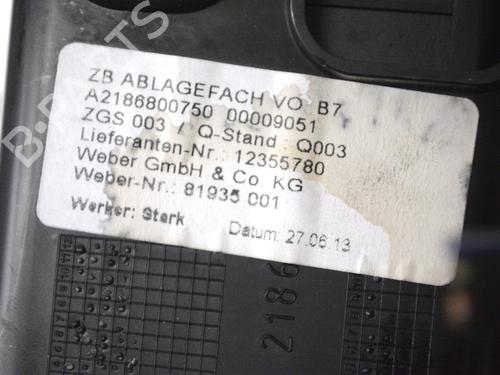 ZB ABLAGEFACH VO B7
A2186800750 00009051
ZGS 003 / Q-Stand Q003
Lieferanten-Nr.: 12355780
Weber GmbH & Co. KG
Weber-Nr.: 81935 001
Werker: Stark
Datum: 27.06.13
2186